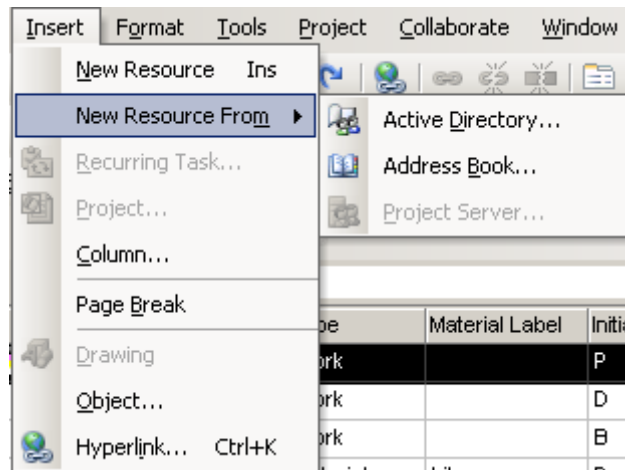 Insert Format Tools Project Collaborate Window
New Resource Ins
New Resource From
Active Directory...
Recurring Task...
Address Book...
Project...
Project Server...
Column...
Page Break
Material Label
Drawing
P
Object...
D
B
Hyperlink... Ctrl+K